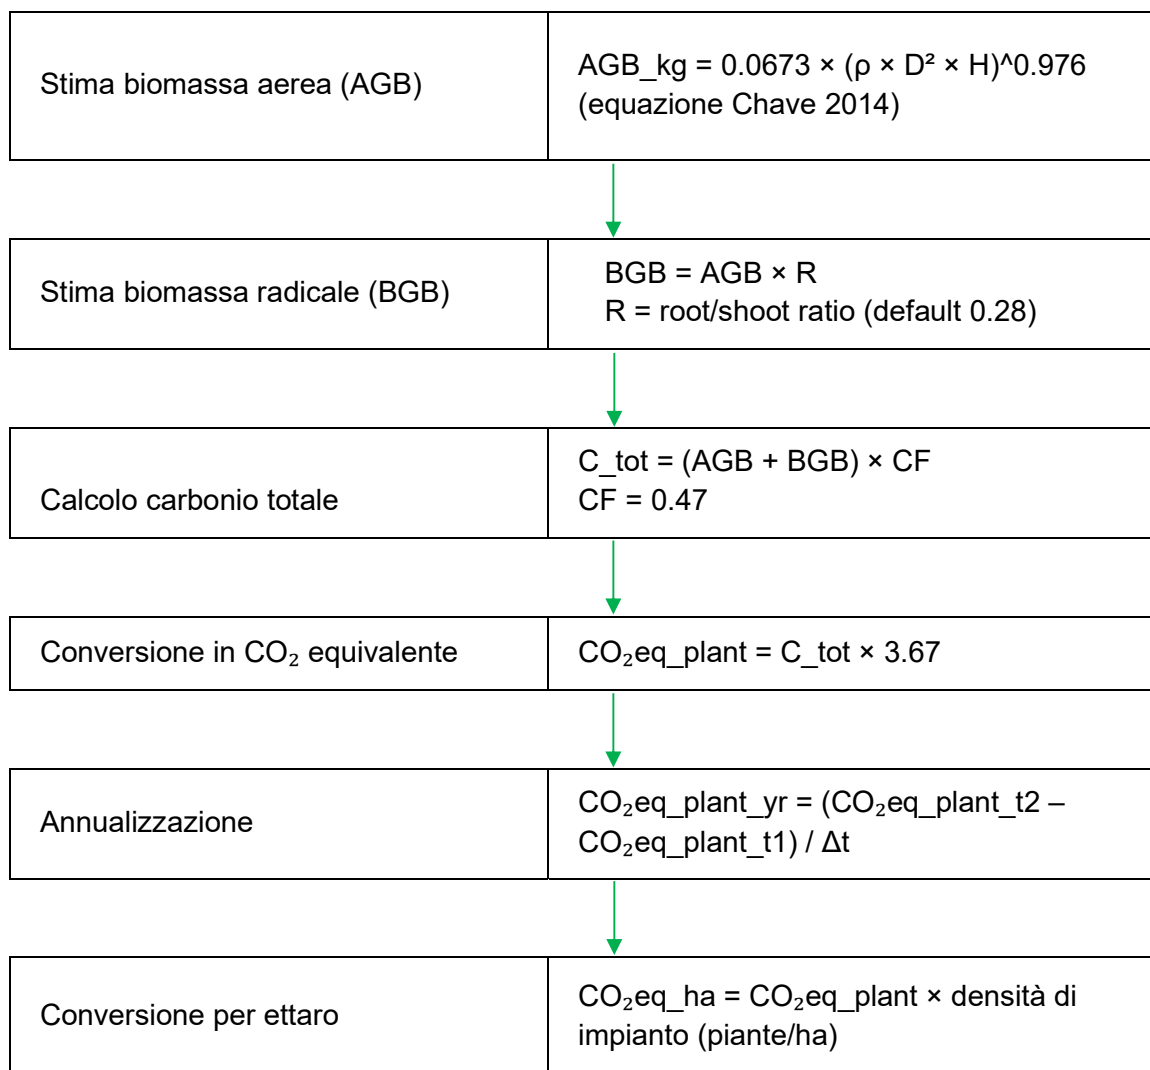 Stima biomassa aerea (AGB)
AGB_kg = 0.0673 × (ρ × D² × H)^0.976
(equazione Chave 2014)
Stima biomassa radicale (BGB)
BGB = AGB × R
R = root/shoot ratio (default 0.28)
Calcolo carbonio totale
C_tot = (AGB + BGB) × CF
CF = 0.47
Conversione in CO₂ equivalente
CO₂eq_plant = C_tot × 3.67
Annualizzazione
CO₂eq_plant_yr = (CO₂eq_plant_t2 –
CO₂eq_plant_t1) / Δt
Conversione per ettaro
CO₂eq_ha = CO₂eq_plant × densità di
impianto (piante/ha)